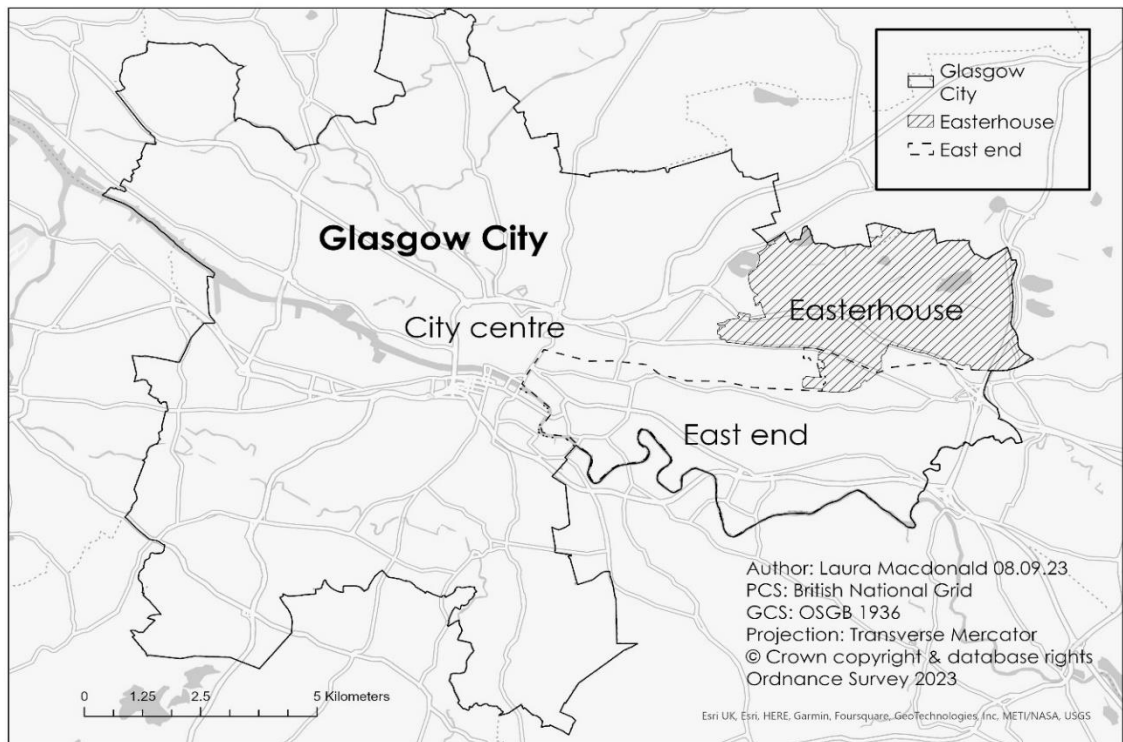 Glasgow
City
Easterhouse
East end
Glasgow City
Easterhouse
City centre
East end
Author: Laura Macdonald 08.09.23
PCS: British National Grid
GCS: OSGB 1936
Projection: Transverse Mercator
© Crown copyright & database rights
Ordnance Survey 2023
0 1.25 2.5 5 Kilometers
Esri UK, Esri, HERE, Garmin, Foursquare, GeoTechnologies, Inc, METI/NASA, USGS